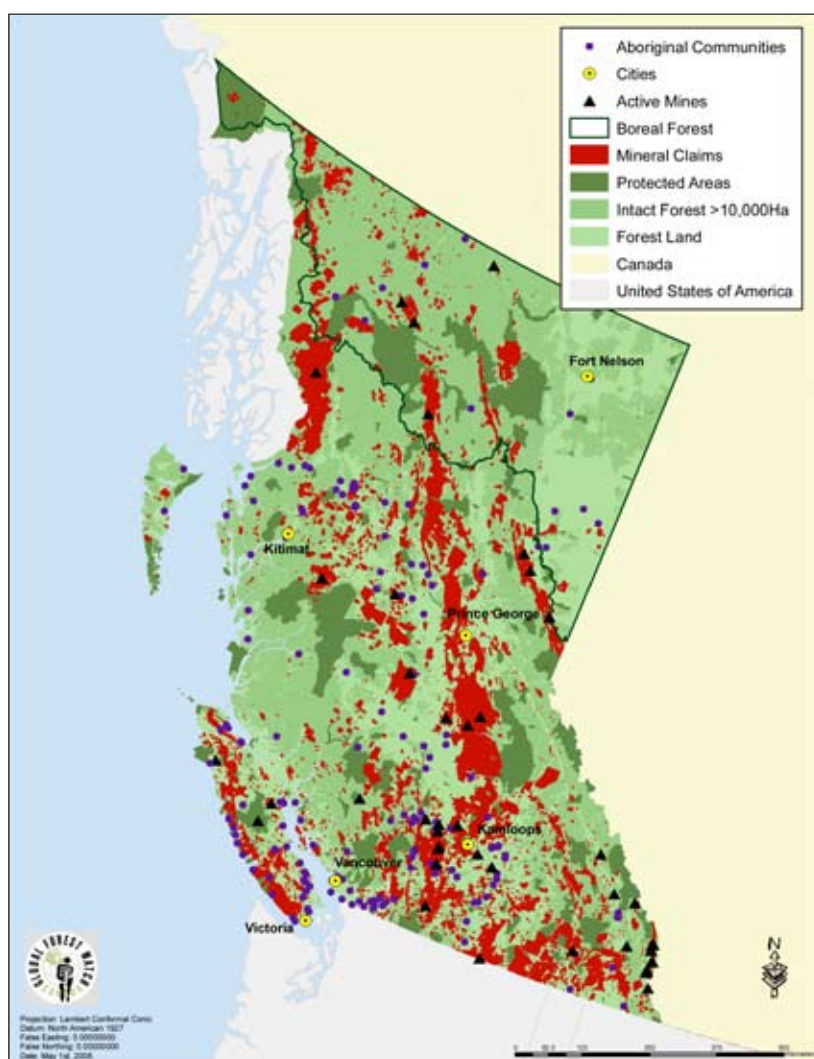 Aboriginal Communities
Cities
Active Mines
Boreal Forest
Mineral Claims
Protected Areas
Intact Forest >10,000Ha
Forest Land
Canada
United States of America
Fort Nelson
Kitimat
Prince George
Kamloops
Vancouver
Victoria
GLOBAL FOREST WATCH
N
Projection: Lambert Conformal Conic
Datum: North American 1927
False Easting: 0.00000000
False Northing: 0.00000000